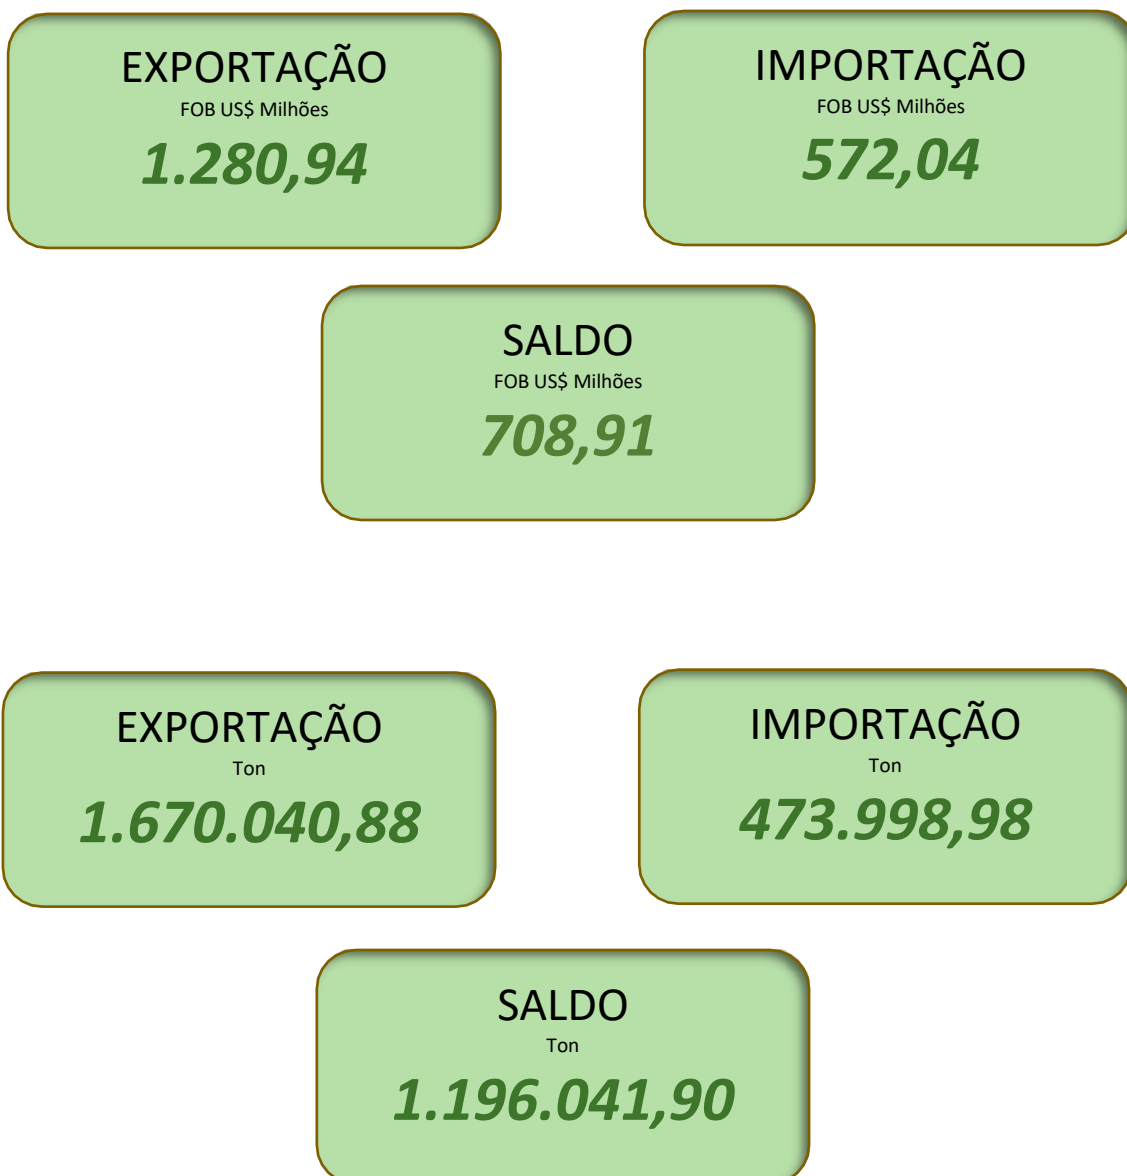 EXPORTAÇÃO
FOB US$ Milhões
1.280,94
IMPORTAÇÃO
FOB US$ Milhões
572,04
SALDO
FOB US$ Milhões
708,91
EXPORTAÇÃO
Ton
1.670.040,88
IMPORTAÇÃO
Ton
473.998,98
SALDO
Ton
1.196.041,90